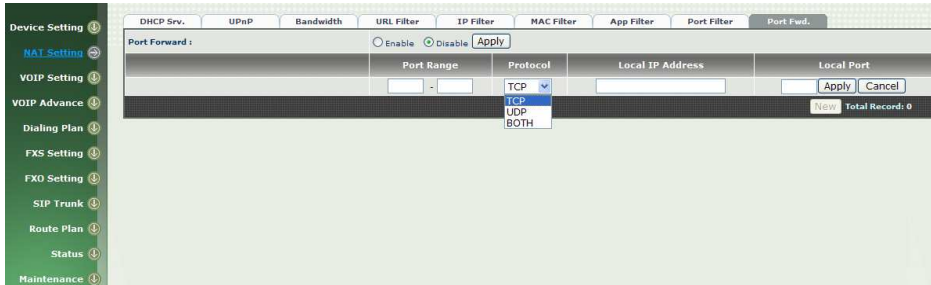 DHCP Srv. UPnP Bandwidth URL Filter IP Filter MAC Filter App Filter Port Filter Port Fwd.
Device Setting
NAT Setting
VOIP Setting
VOIP Advance
Dialing Plan
FXS Setting
FXO Setting
SIP Trunk
Route Plan
Status
Maintenance
Port Forward : Enable Disable Apply
Port Range Protocol Local IP Address Local Port
- TCP Apply Cancel
TCP
UDP
BOTH
New Total Record: 0